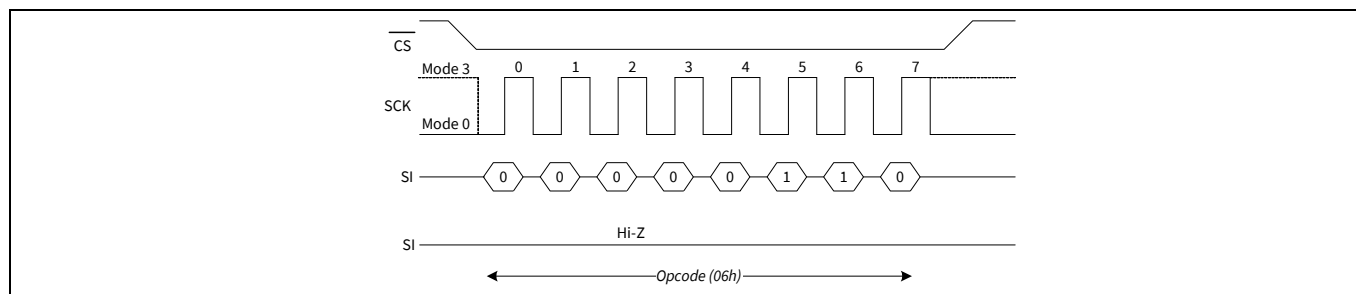 CS
Mode 3 0 1 2 3 4 5 6 7
SCK
Mode 0
SI 0 0 0 0 0 1 1 0
Hi-Z
SI
Opcode (06h)